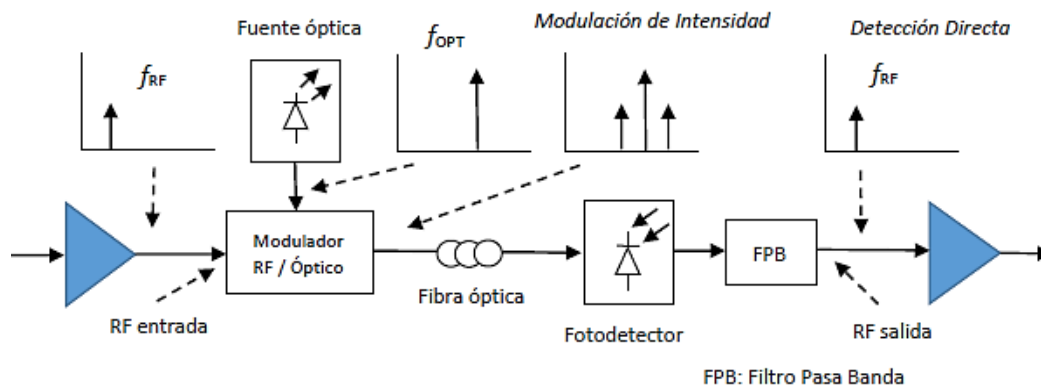 Fuente óptica
Modulación de Intensidad
Detección Directa
fRF
fOPT
fRF
Modulador
RF / Óptico
FPB
RF entrada
Fibra óptica
Fotodetector
RF salida
FPB: Filtro Pasa Banda